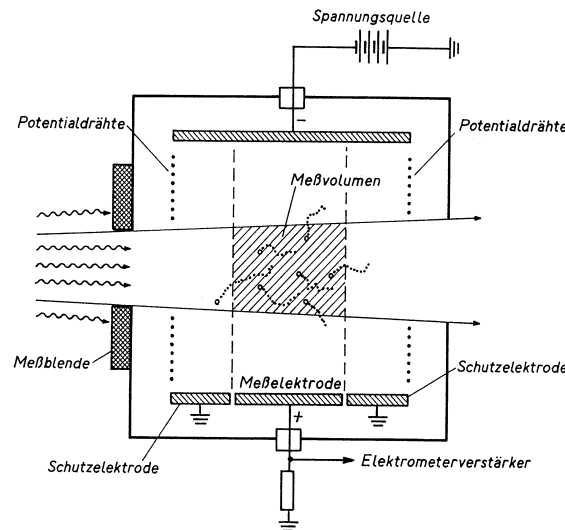 Spannungsquelle
−
Potentialdrähte
Potentialdrähte
Meßvolumen
Meßblende
Meßelektrode
Schutzelektrode
+
Schutzelektrode
Elektrometerverstärker